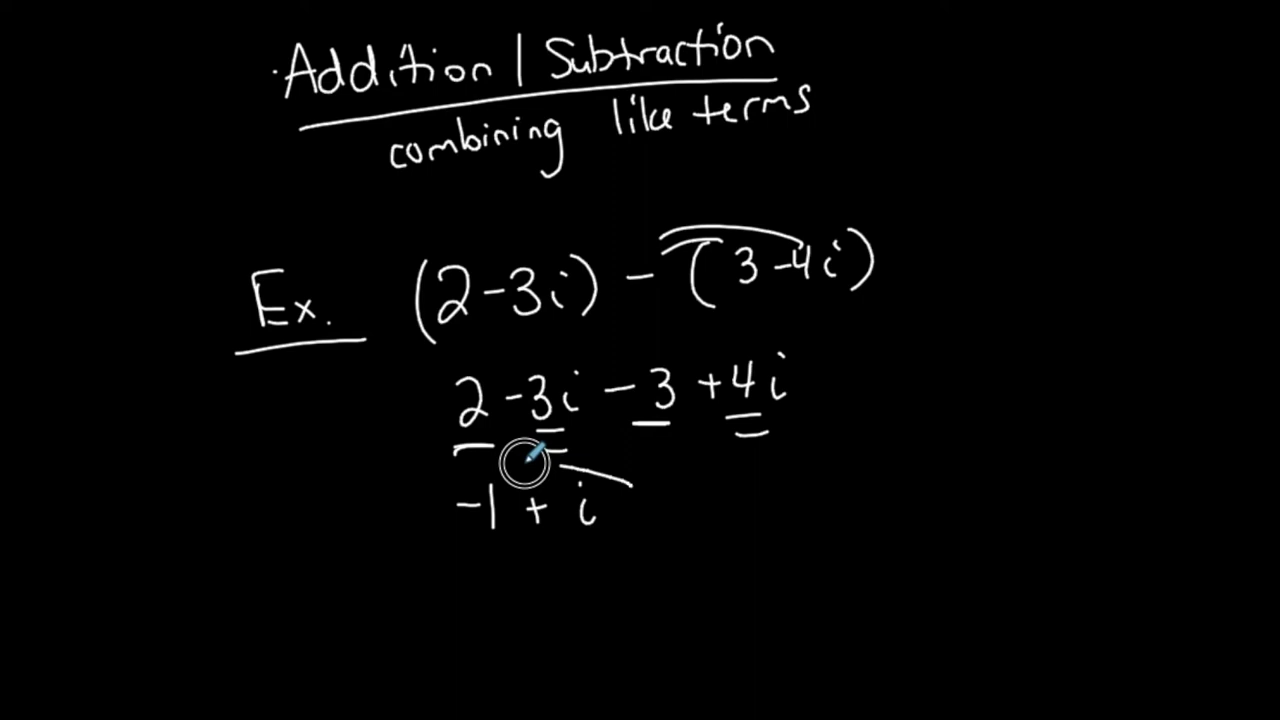 Addition | Subtraction
combining like terms
Ex. (2-3i) - (3-4i)
2 -3i - 3 +4i
-1 + i